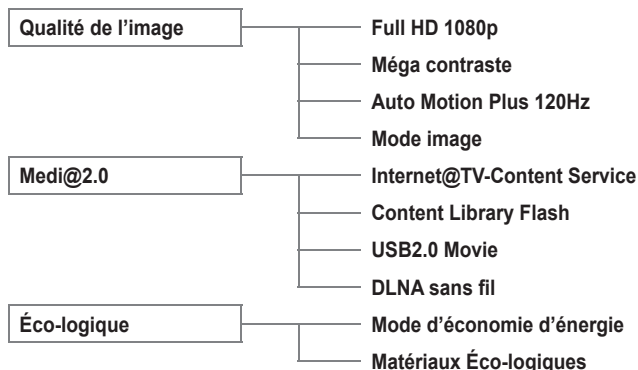 Qualité de l’image
Full HD 1080p
Méga contraste
Auto Motion Plus 120Hz
Mode image
Medi@2.0
Internet@TV-Content Service
Content Library Flash
USB2.0 Movie
DLNA sans fil
Éco-logique
Mode d’économie d’énergie
Matériaux Éco-logiques